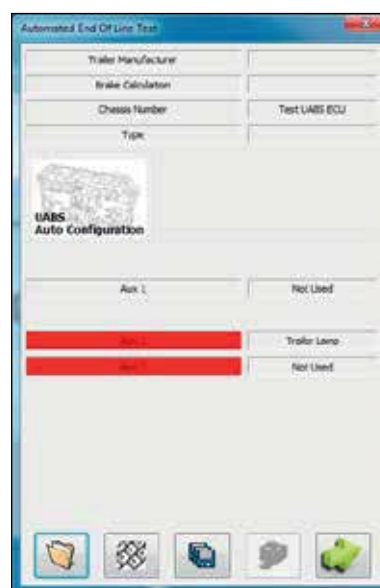 Automated End Of Line Test
Trailer Manufacturer
Brake Calculation
Chassis Number Test UABS ECU
Type
UABS
Auto Configuration
Aux 1 Not Used
Trailer Lamp
Not Used